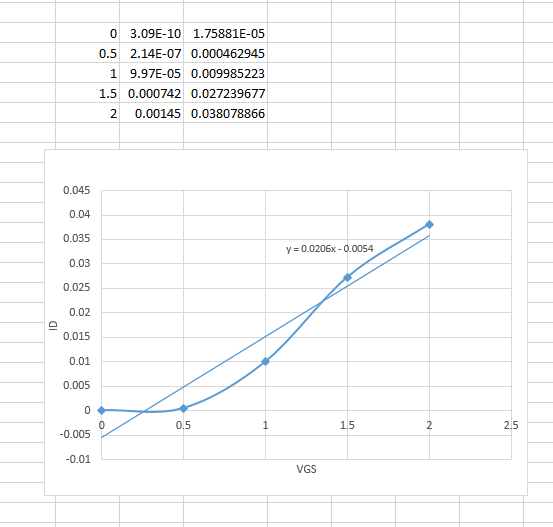 0 3.09E-10 1.75881E-05
0.5 2.14E-07 0.000462945
1 9.97E-05 0.009985223
1.5 0.000742 0.027239677
2 0.00145 0.038078866
0.045
0.04
0.035
y = 0.0206x - 0.0054
0.03
0.025
0.02
ID
0.015
0.01
0.005
0
0 0.5 1 1.5 2 2.5
-0.005
-0.01
VGS